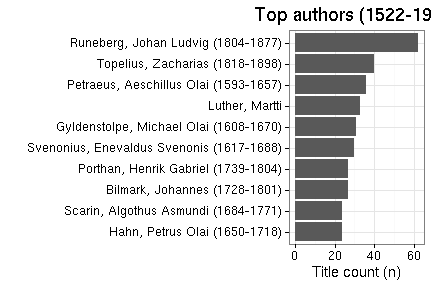 Top authors (1522-19
Runeberg, Johan Ludvig (1804-1877)
Topelius, Zacharias (1818-1898)
Petraeus, Aeschillus Olai (1593-1657)
Luther, Martti
Gyldenstolpe, Michael Olai (1608-1670)
Svenonius, Enevaldus Svenonis (1617-1688)
Porthan, Henrik Gabriel (1739-1804)
Bilmark, Johannes (1728-1801)
Scarin, Algothus Asmundi (1684-1771)
Hahn, Petrus Olai (1650-1718)
0 20 40 60
Title count (n)